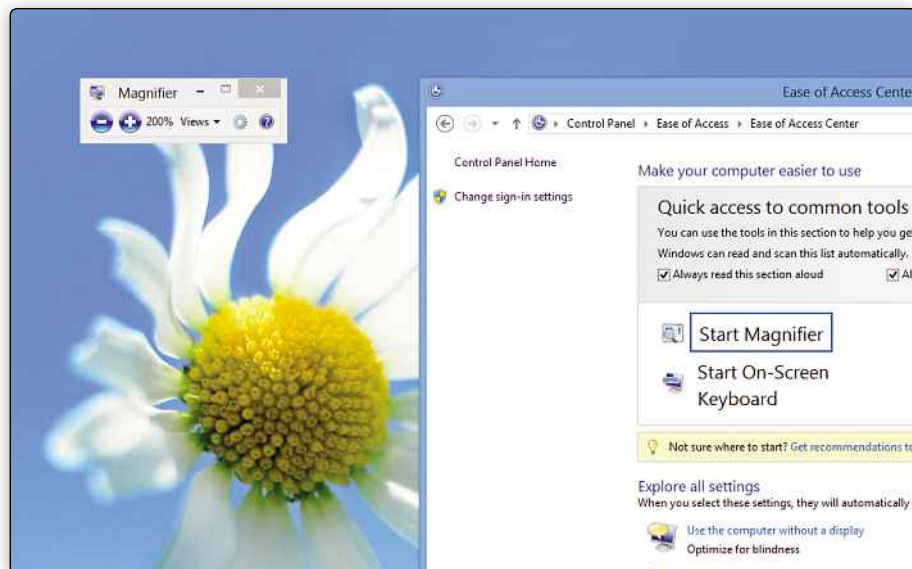 Magnifier
200% Views
Ease of Access Cente
Control Panel Ease of Access Ease of Access Center
Control Panel Home
Change sign-in settings
Make your computer easier to use
Quick access to common tools
You can use the tools in this section to help you ge
Windows can read and scan this list automatically.
Always read this section aloud
Al
Start Magnifier
Start On-Screen
Keyboard
Not sure where to start? Get recommendations to
Explore all settings
When you select these settings, they will automatically
Use the computer without a display
Optimize for blindness